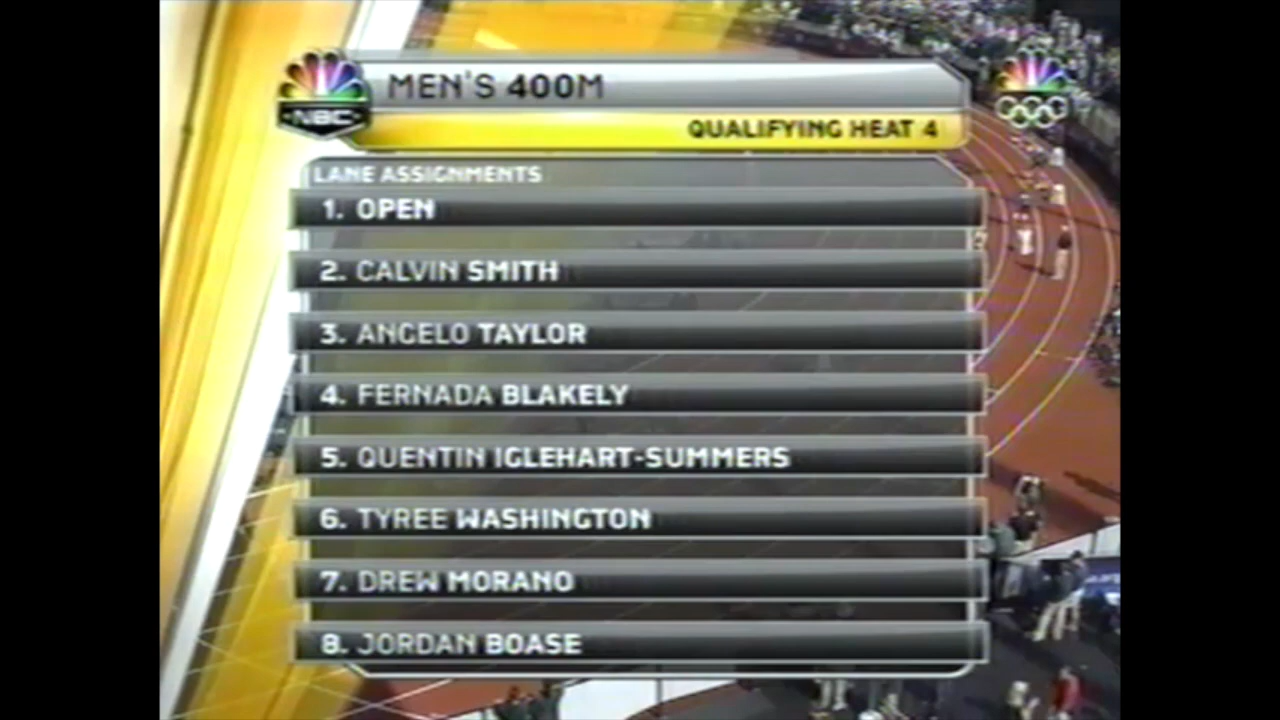 MEN'S 400M
NBC
QUALIFYING HEAT 4
LANE ASSIGNMENTS
1. OPEN
2. CALVIN SMITH
3. ANGELO TAYLOR
4. FERNADA BLAKELY
5. QUENTIN IGLEHART-SUMMERS
6. TYREE WASHINGTON
7. DREW MORANO
8. JORDAN BOASE